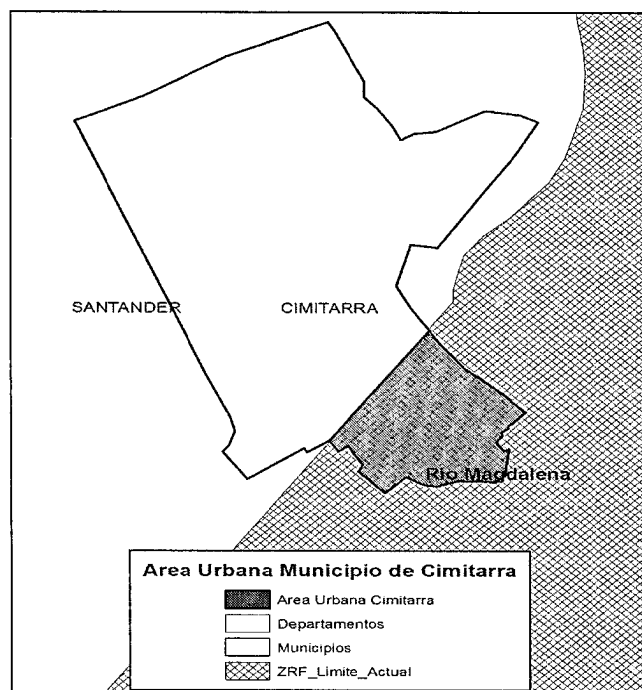 SANTANDER
CIMITARRA
Rio Magdalena
Area Urbana Municipio de Cimitarra
Area Urbana Cimitarra
Departamentos
Municipios
ZRF_Limite_Actual